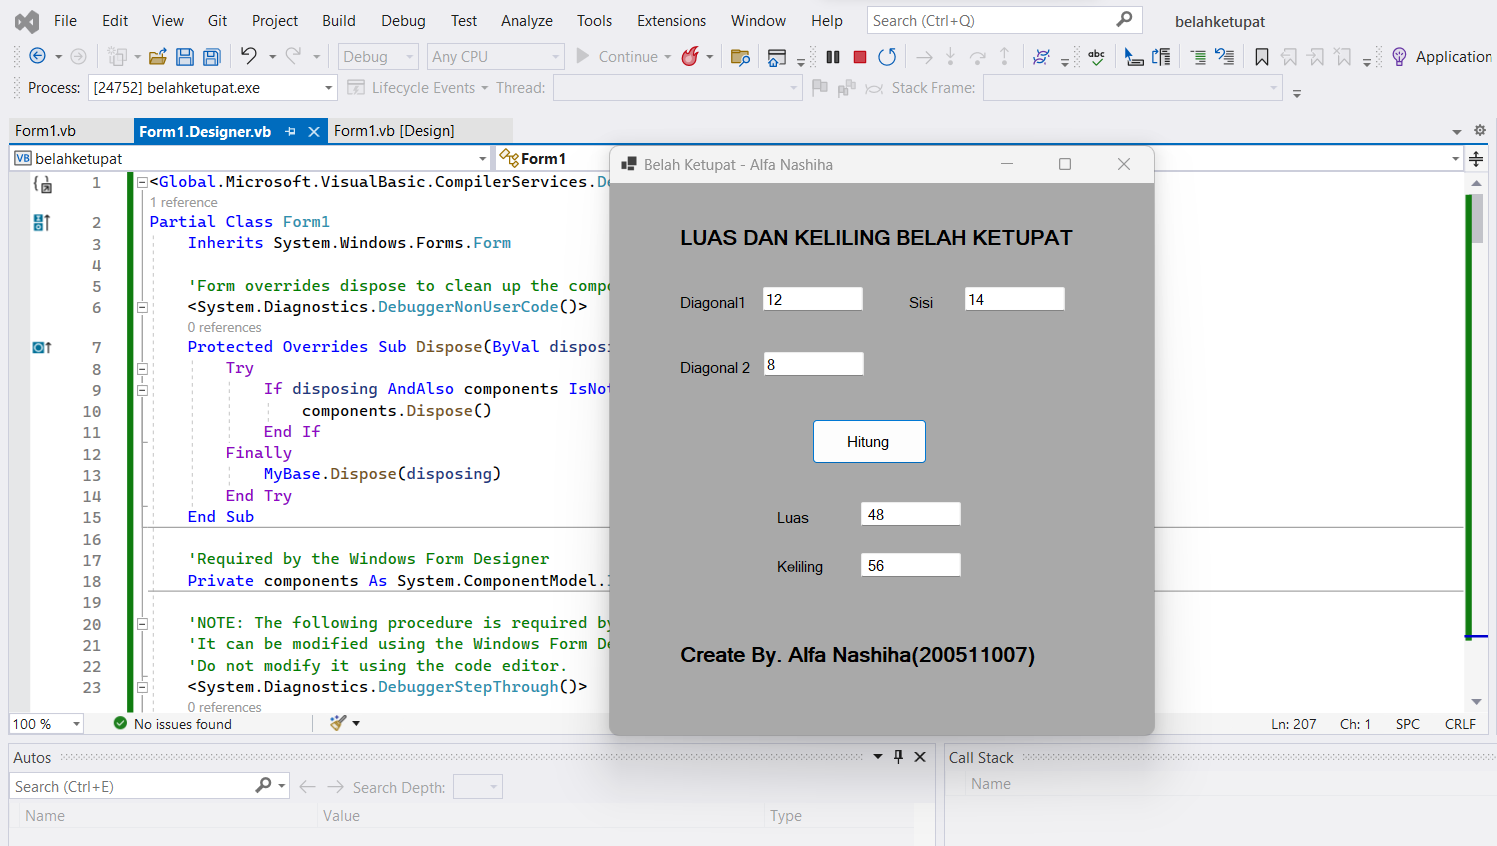 File Edit View Git Project Build Debug Test Analyze Tools Extensions Window Help Search (Ctrl+Q) belahketupat
Debug Any CPU Continue abc Application
Process: [24752] belahketupat.exe Lifecycle Events Thread: Stack Frame:
Form1.vb Form1.Designer.vb Form1.vb [Design]
VB belahketupat Form1
1 <Global.Microsoft.VisualBasic.CompilerServices.De
1 reference
2 Partial Class Form1
3 Inherits System.Windows.Forms.Form
4
5 'Form overrides dispose to clean up the compo
6 <System.Diagnostics.DebuggerNonUserCode()>
0 references
7 Protected Overrides Sub Dispose(ByVal disposi
8 Try
9 If disposing AndAlso components IsNot
10 components.Dispose()
11 End If
12 Finally
13 MyBase.Dispose(disposing)
14 End Try
15 End Sub
16
17 'Required by the Windows Form Designer
18 Private components As System.ComponentModel.I
19
20 'NOTE: The following procedure is required by
21 'It can be modified using the Windows Form De
22 'Do not modify it using the code editor.
23 <System.Diagnostics.DebuggerStepThrough()>
0 references
Belah Ketupat - Alfa Nashiha
LUAS DAN KELILING BELAH KETUPAT
Diagonal1 12 Sisi 14
Diagonal 2 8
Hitung
Luas 48
Keliling 56
Create By. Alfa Nashiha(200511007)
100 % No issues found Ln: 207 Ch: 1 SPC CRLF
Autos
Search (Ctrl+E) Search Depth:
Name Value Type
Call Stack
Name